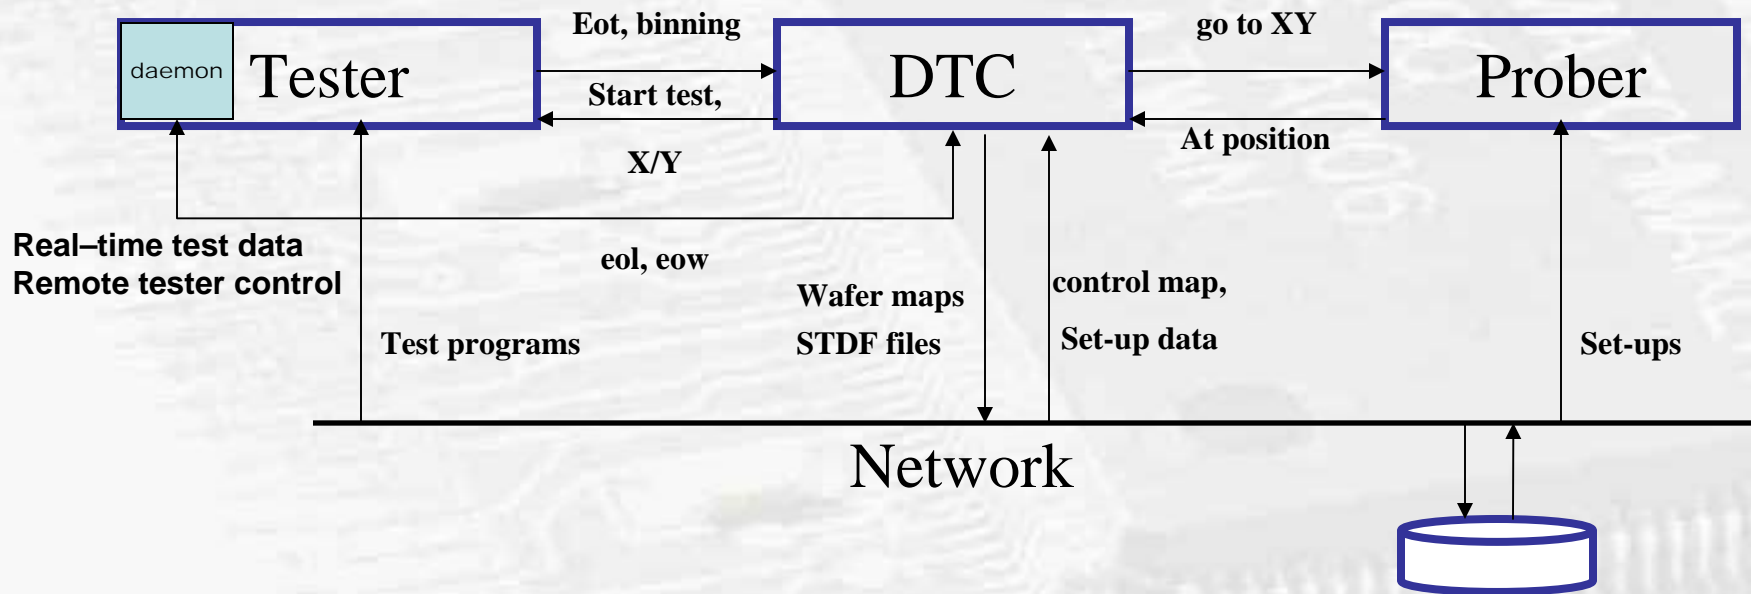 Eot, binning
go to XY
daemon
Tester
DTC
Prober
Start test,
At position
X/Y
Real–time test data
Remote tester control
eol, eow
Wafer maps
STDF files
control map,
Set-up data
Test programs
Set-ups
Network